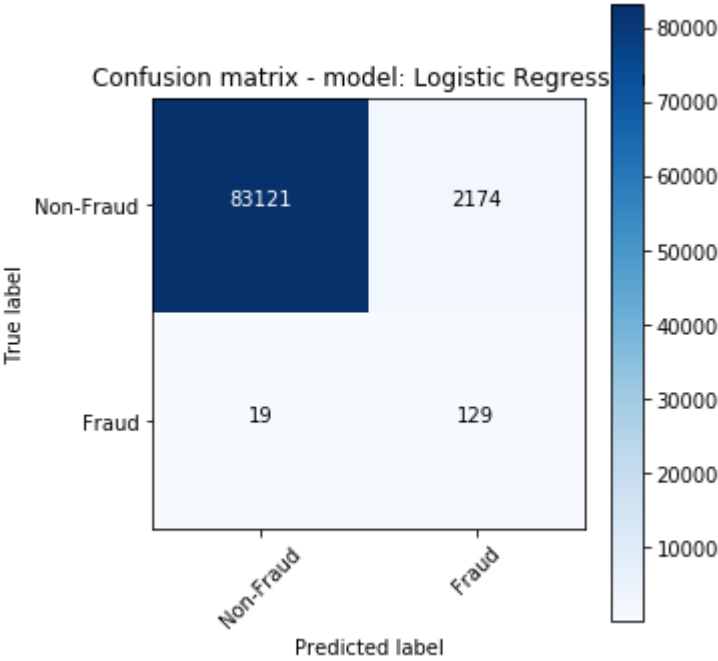 Confusion matrix - model: Logistic Regress
80000
70000
60000
50000
40000
30000
20000
10000
True label
Non-Fraud
83121
2174
Fraud
19
129
Non-Fraud
Fraud
Predicted label